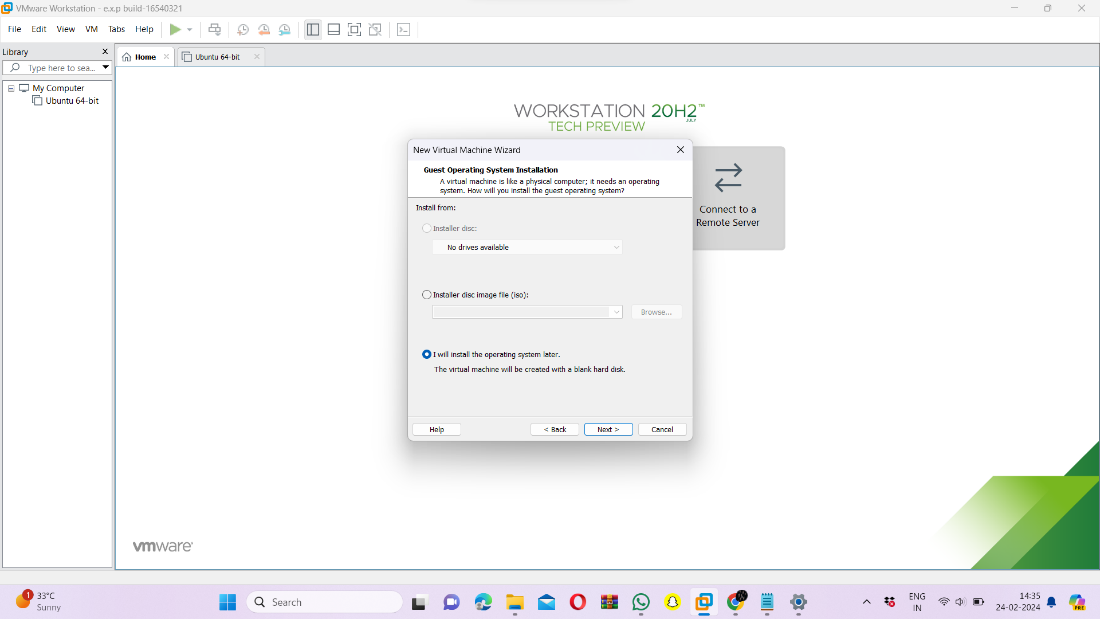 VMware Workstation - e.x.p build-16540321
File Edit View VM Tabs Help
Library
Type here to sea...
My Computer
Ubuntu 64-bit
Home
Ubuntu 64-bit
WORKSTATION 20H2™
JULY
TECH PREVIEW
New Virtual Machine Wizard
Guest Operating System Installation
A virtual machine is like a physical computer; it needs an operating
system. How will you install the guest operating system?
Install from:
Installer disc:
No drives available
Installer disc image file (iso):
Browse...
I will install the operating system later.
The virtual machine will be created with a blank hard disk.
Help
< Back
Next >
Cancel
Connect to a
Remote Server
vmware®
1
33°C
Sunny
Search
ENG
IN
14:35
24-02-2024
PRE